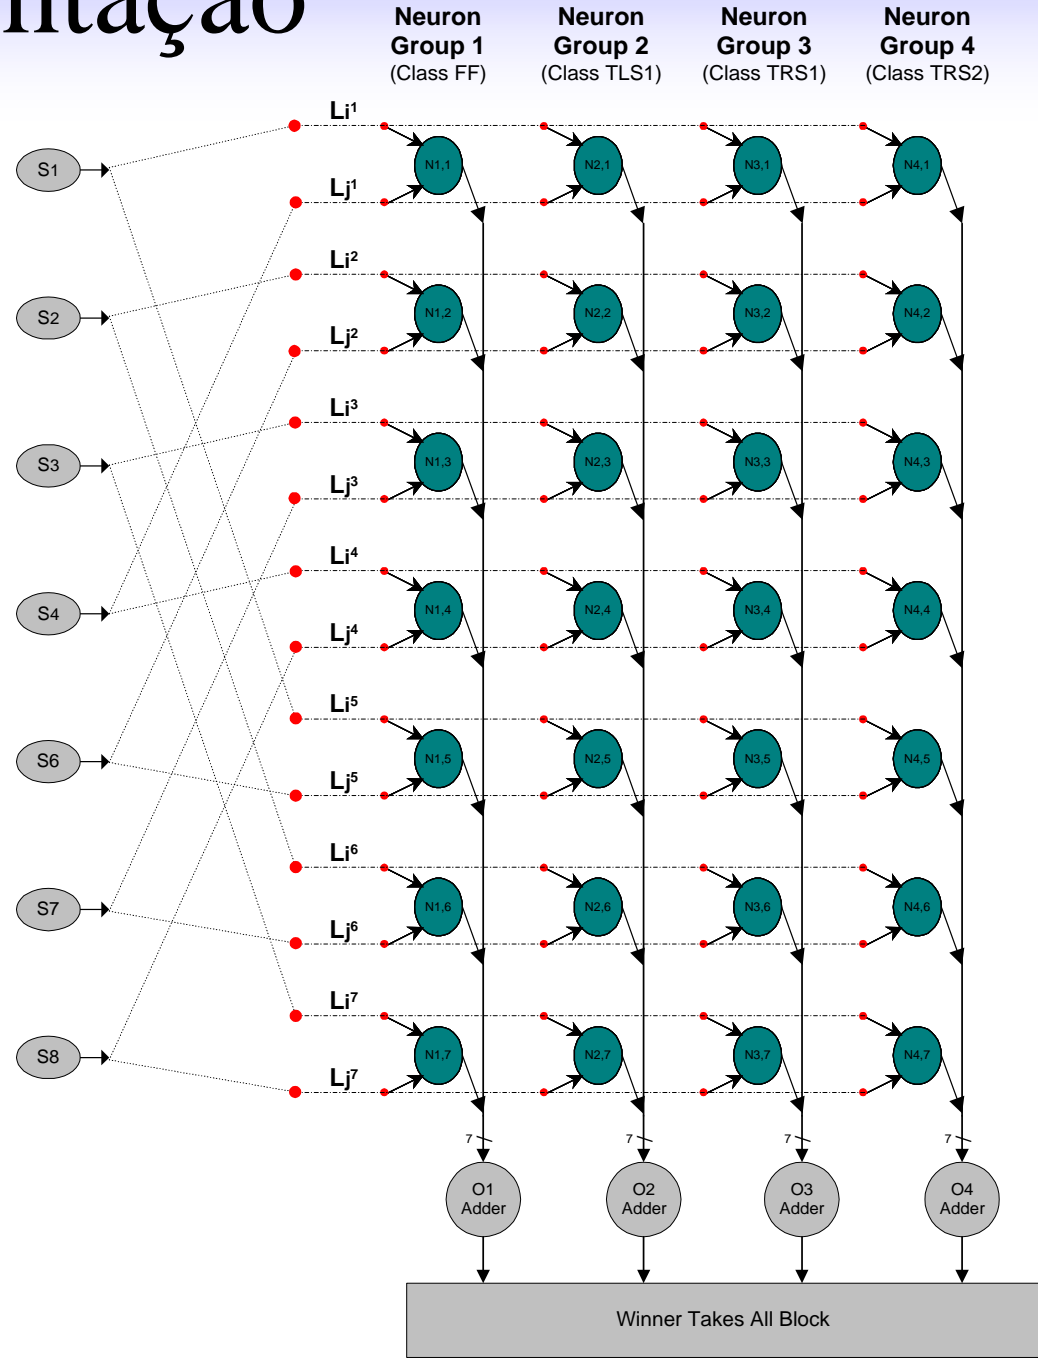 ntação
Neuron Neuron Neuron Neuron
Group 1 Group 2 Group 3 Group 4
(Class FF) (Class TLS1) (Class TRS1) (Class TRS2)
Li1
S1 N1,1 N2,1 N3,1 N4,1
Lj1
Li2
S2 N1,2 N2,2 N3,2 N4,2
Lj2
Li3
S3 N1,3 N2,3 N3,3 N4,3
Lj3
Li4
S4 N1,4 N2,4 N3,4 N4,4
Lj4
Li5
S6 N1,5 N2,5 N3,5 N4,5
Lj5
Li6
S7 N1,6 N2,6 N3,6 N4,6
Lj6
Li7
S8 N1,7 N2,7 N3,7 N4,7
Lj7
7 7 7 7
O1 O2 O3 O4
Adder Adder Adder Adder
Winner Takes All Block